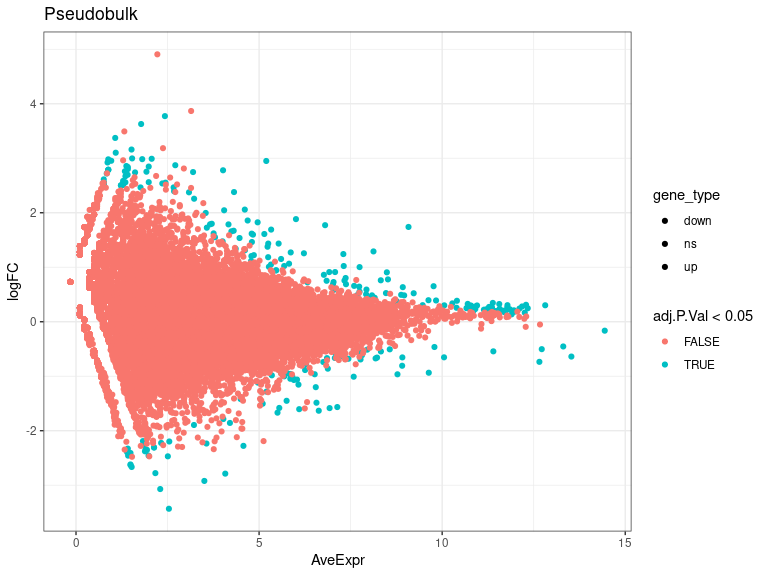 Pseudobulk
4
2
0
-2
logFC
0
5
10
15
AveExpr
gene_type
down
ns
up
adj.P.Val < 0.05
FALSE
TRUE